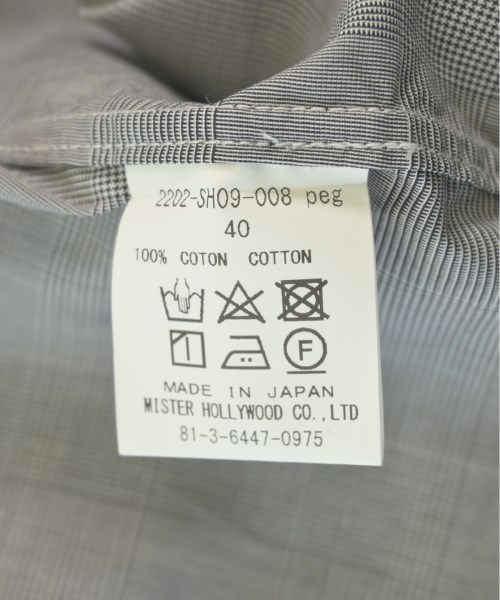 2202-SH09-008 peg
40
100% COTON COTTON
F
MADE IN JAPAN
MISTER HOLLYWOOD CO.,LTD
81-3-6447-0975